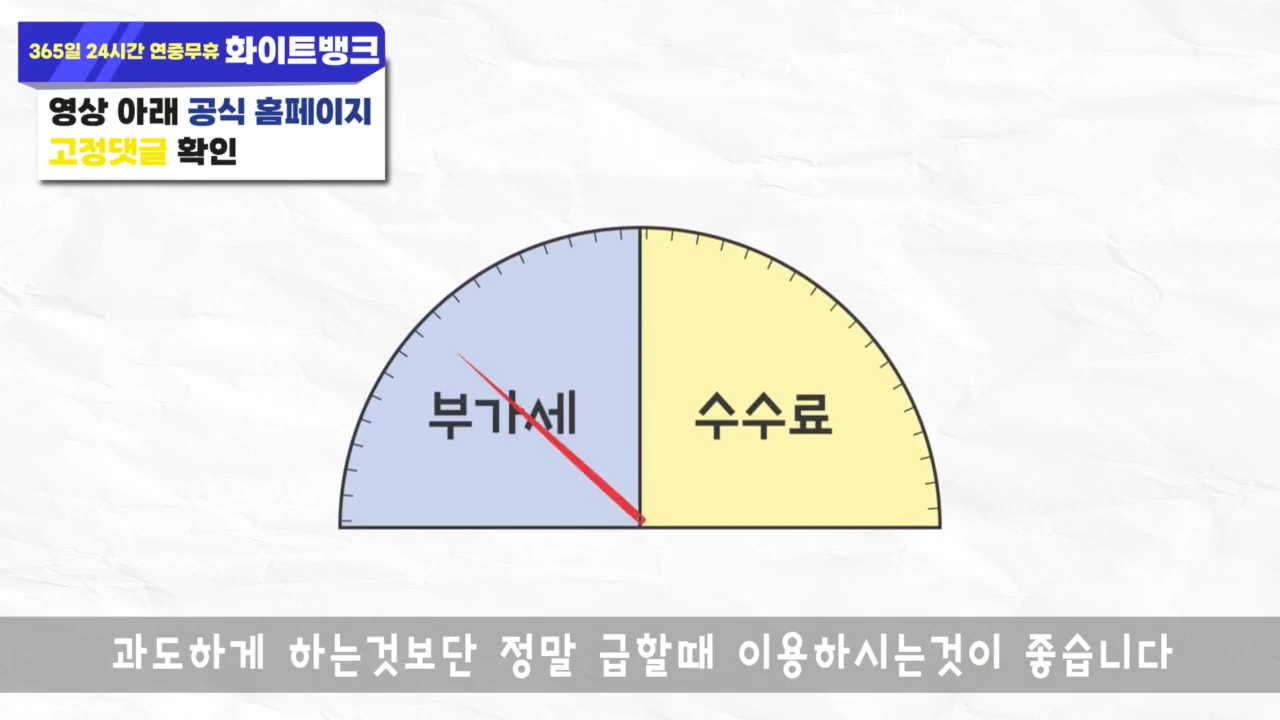 365일 24시간 연중무휴 화이트뱅크
영상 아래 공식 홈페이지
고정댓글 확인
부가세
수수료
과도하게 하는것보단 정말 급할때 이용하시는것이 좋습니다